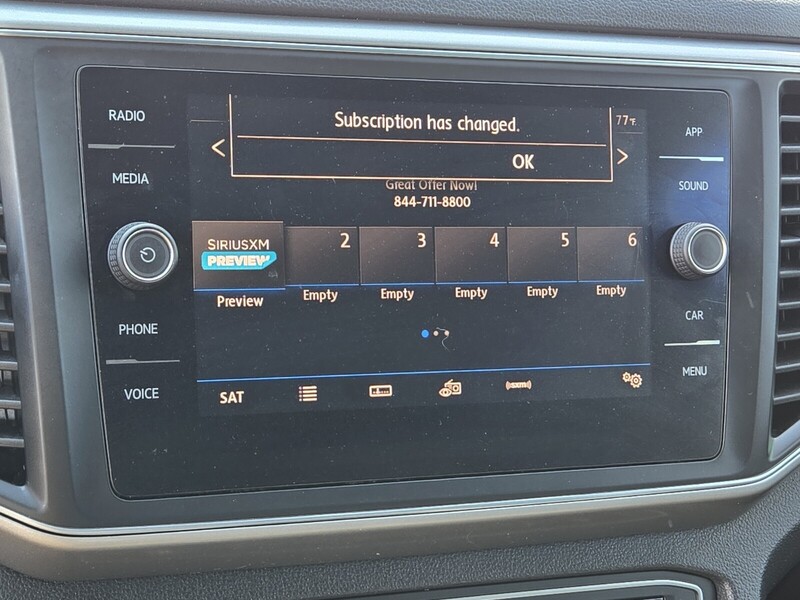 RADIO
MEDIA
PHONE
VOICE
Subscription has changed.
77°F
< OK >
Great Offer Now!
844-711-8800
SIRIUSXM 2 3 4 5 6
PREVIEW
Preview Empty Empty Empty Empty Empty
SAT
((SXM))
APP
SOUND
CAR
MENU